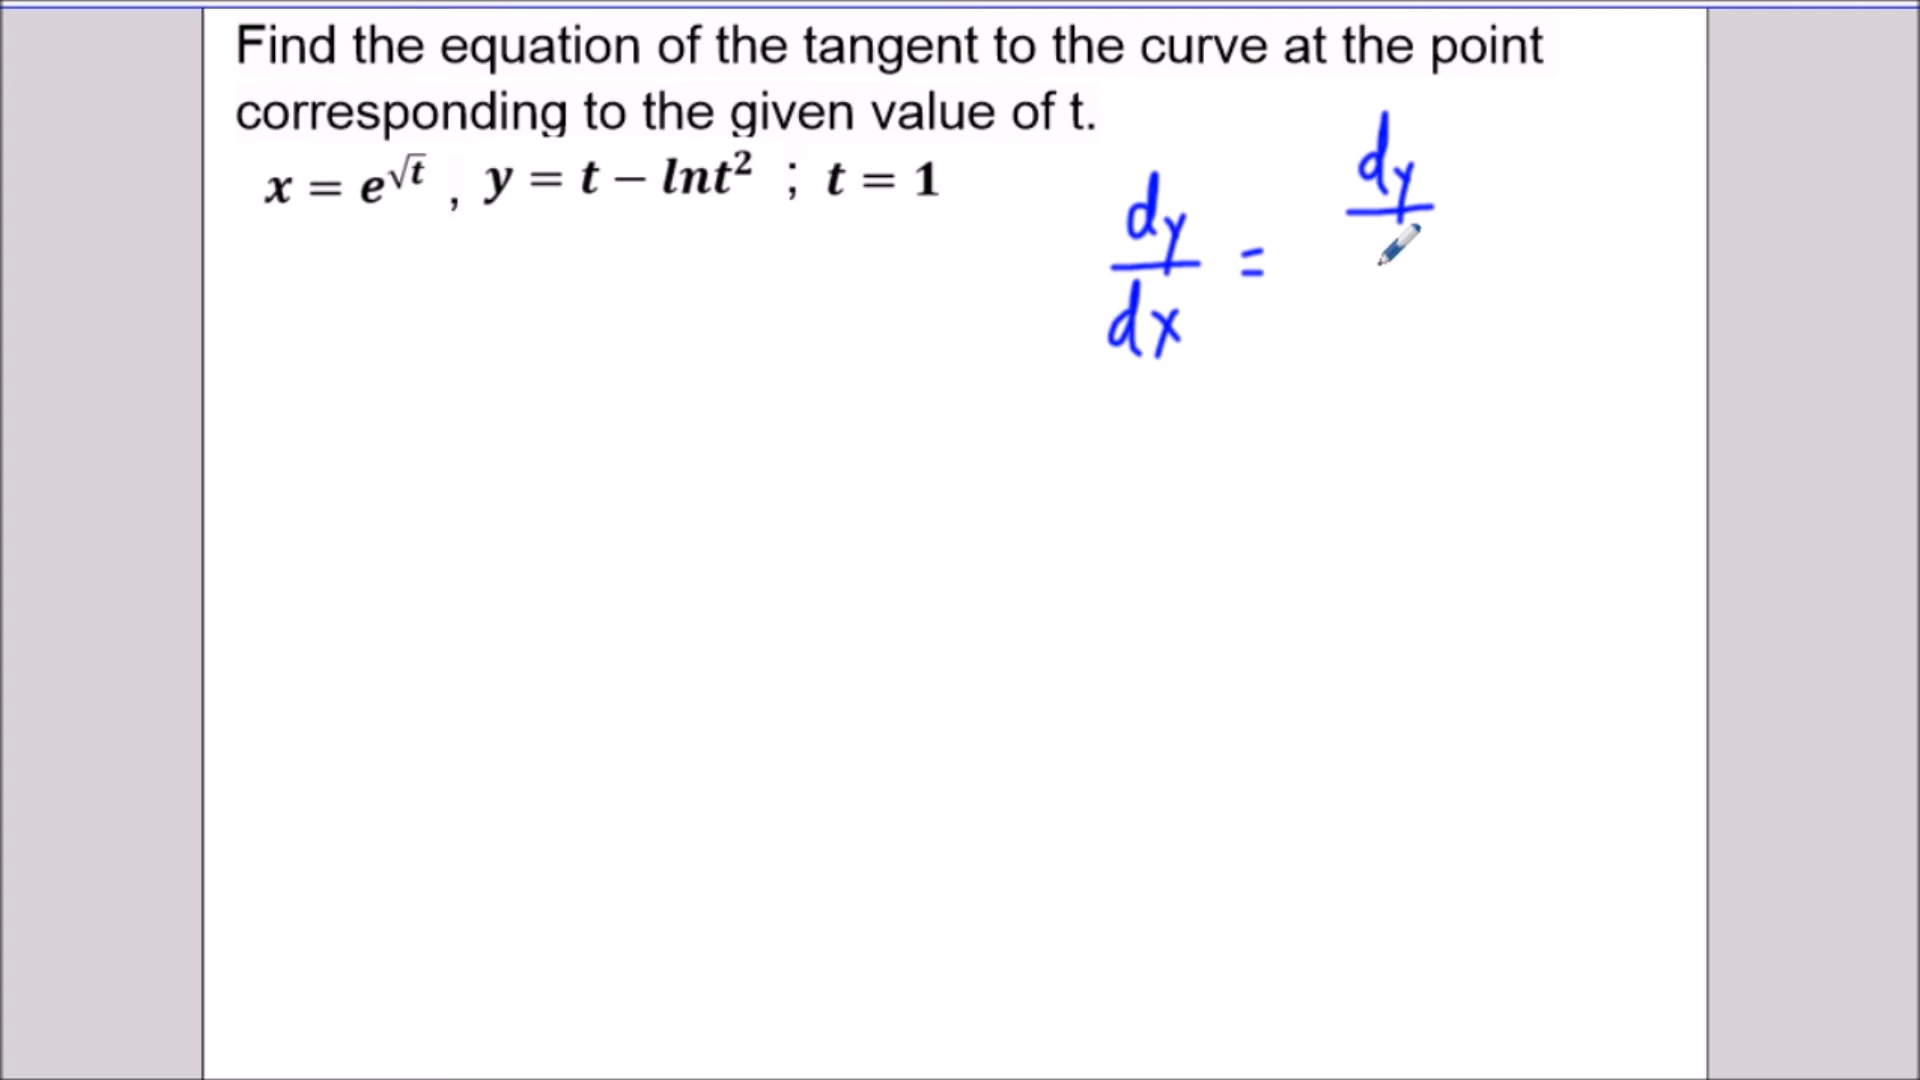 Find the equation of the tangent to the curve at the point
corresponding to the given value of t.
x = e^√t , y = t − lnt² ; t = 1
dy/dx = dy/